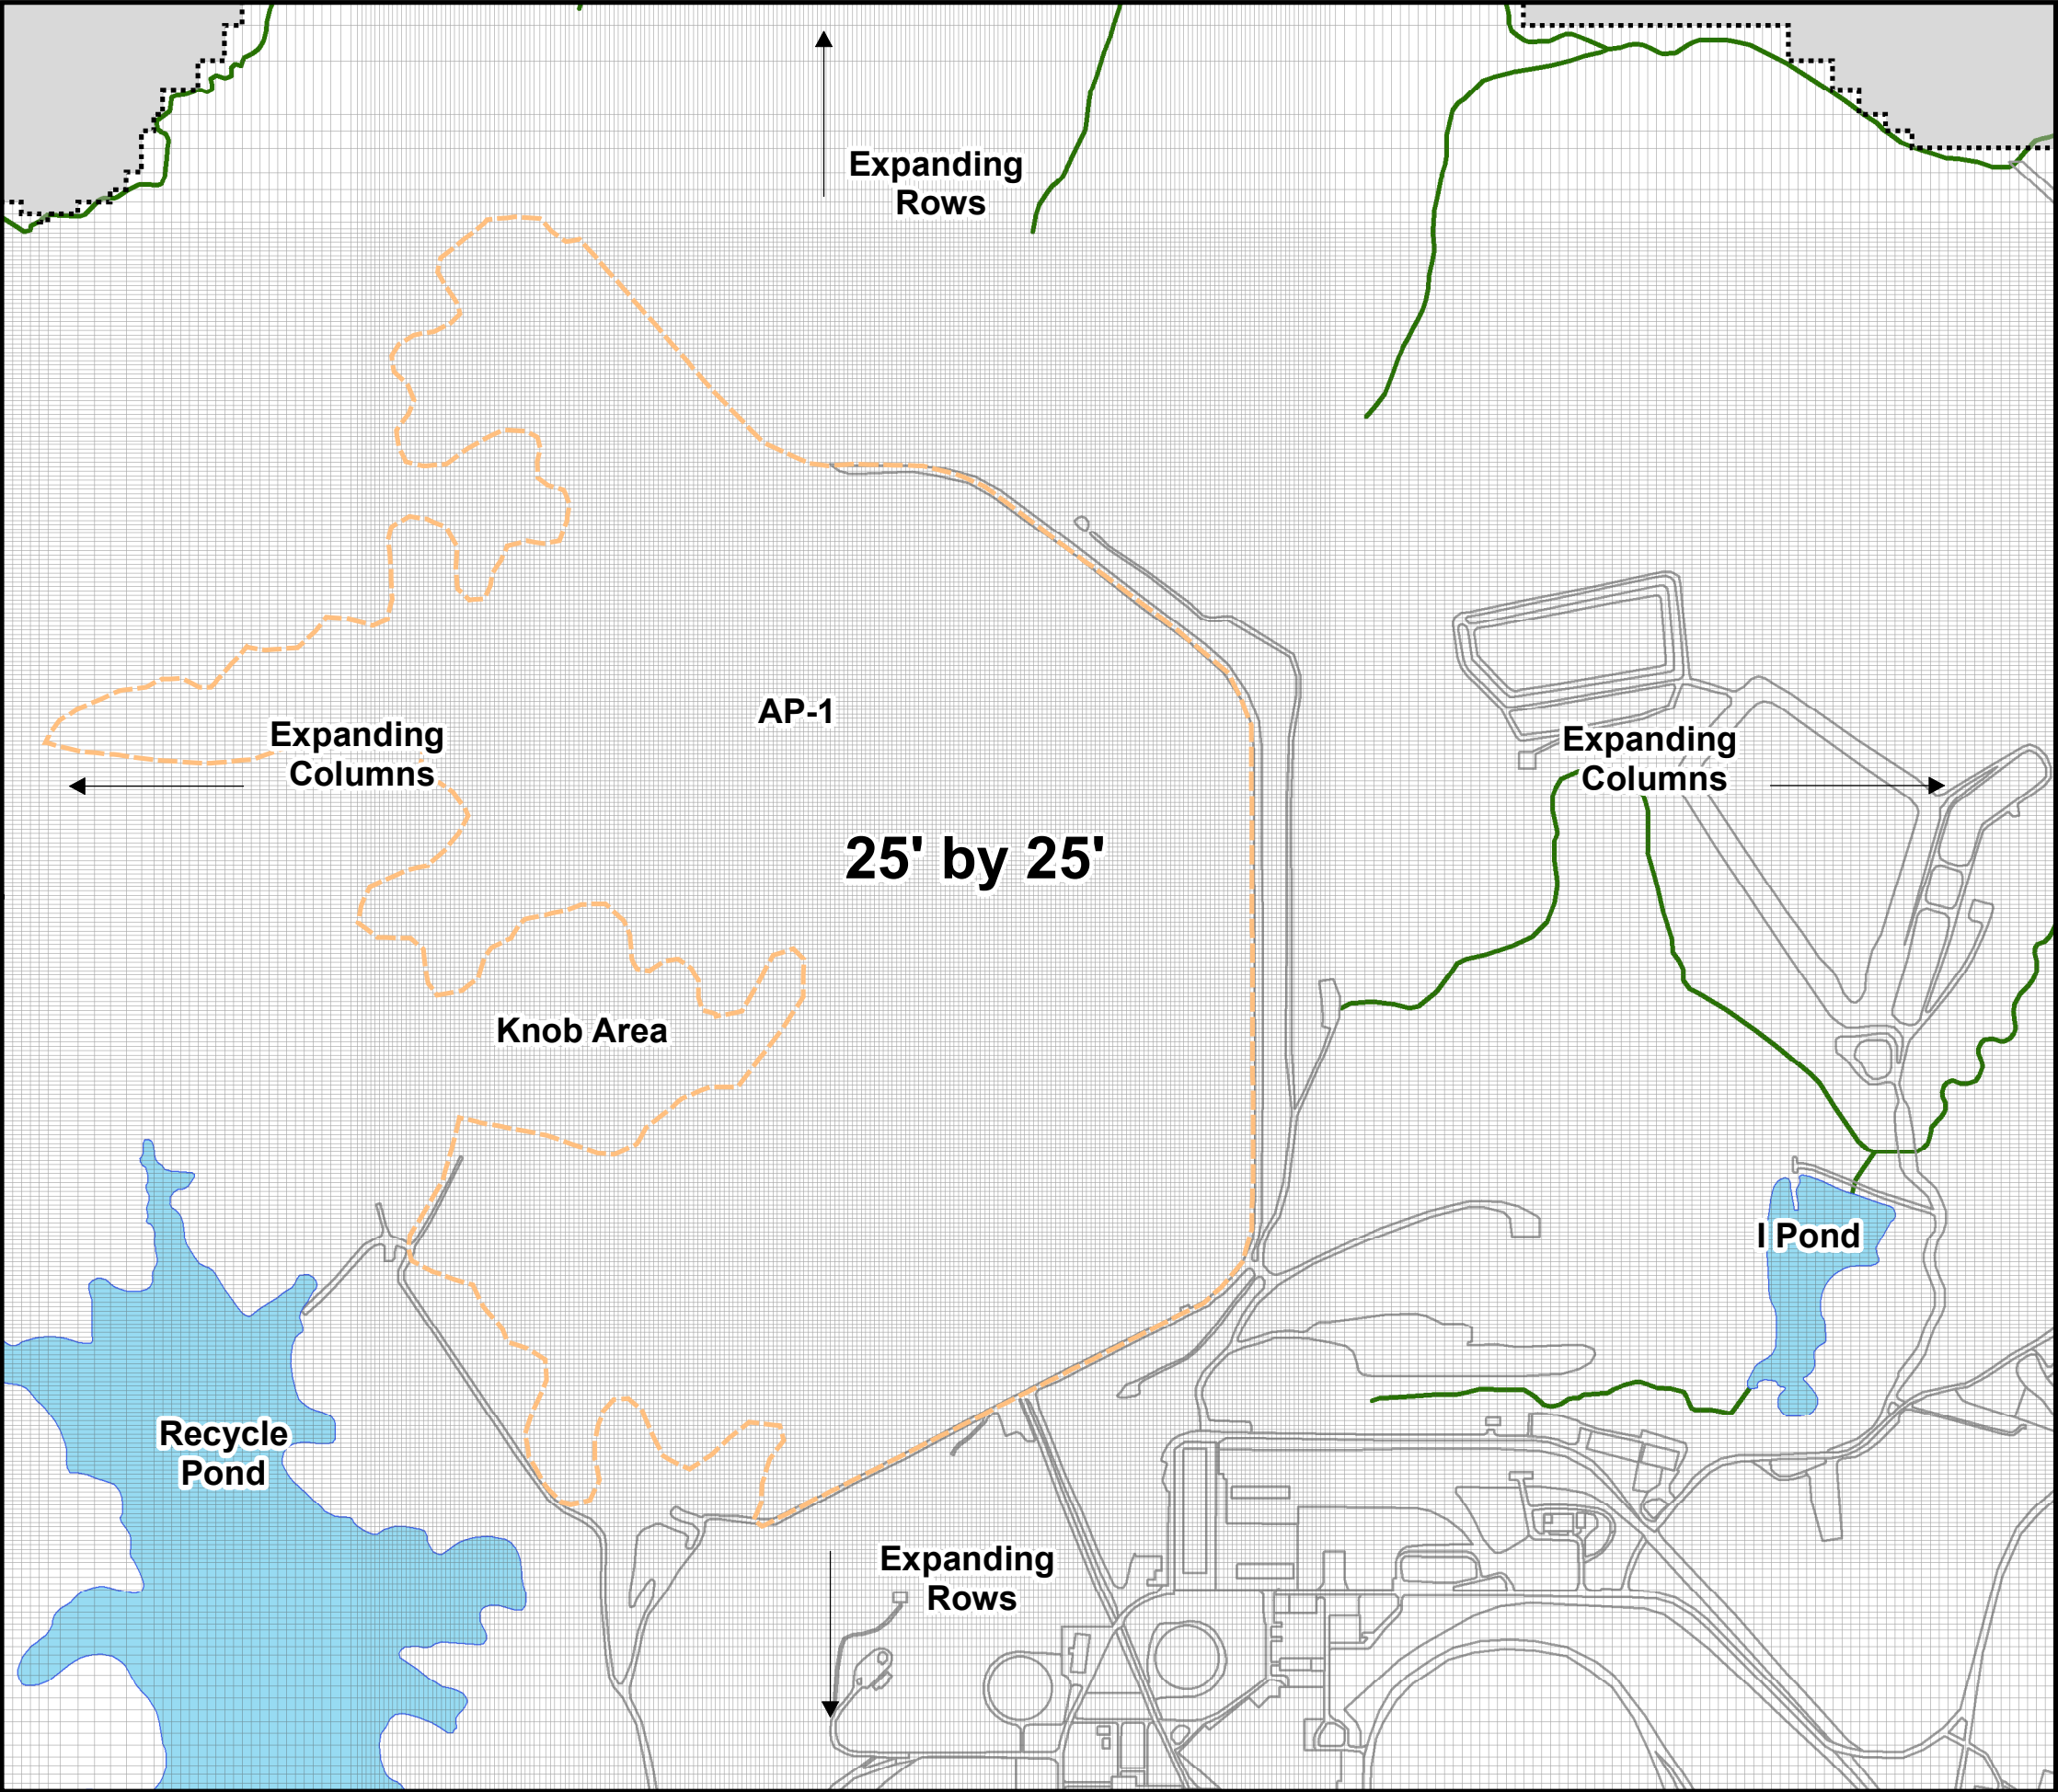 Expanding
Rows
AP-1
Expanding
Columns
Expanding
Columns
25' by 25'
Knob Area
I Pond
Recycle
Pond
Expanding
Rows